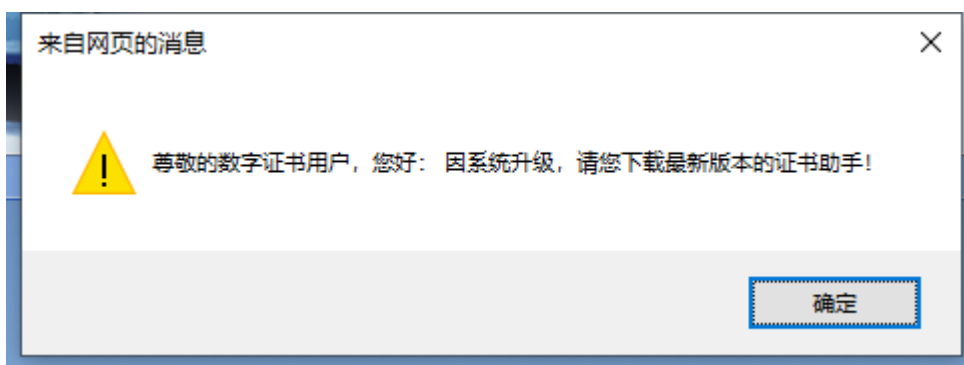 来自网页的消息
尊敬的数字证书用户，您好： 因系统升级，请您下载最新版本的证书助手！
确定